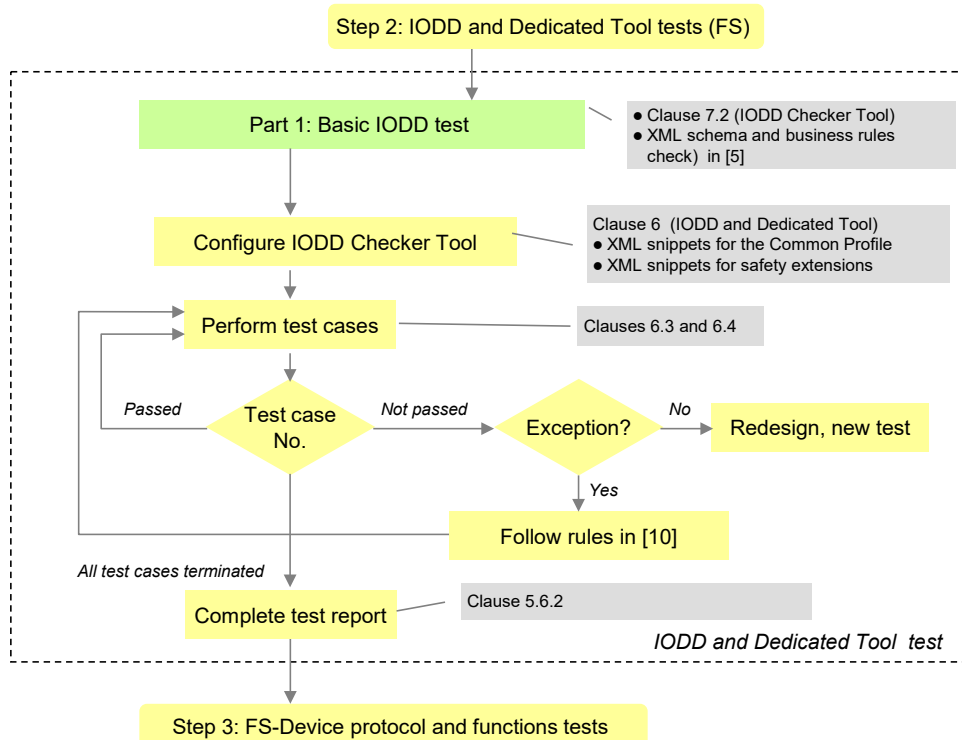 Step 2: IODD and Dedicated Tool tests (FS)
Part 1: Basic IODD test
● Clause 7.2 (IODD Checker Tool)
● XML schema and business rules
check) in [5]
Configure IODD Checker Tool
Clause 6 (IODD and Dedicated Tool)
● XML snippets for the Common Profile
● XML snippets for safety extensions
Perform test cases
Clauses 6.3 and 6.4
Passed
Test case
No.
Not passed
Exception?
No
Redesign, new test
Yes
Follow rules in [10]
All test cases terminated
Complete test report
Clause 5.6.2
IODD and Dedicated Tool test
Step 3: FS-Device protocol and functions tests